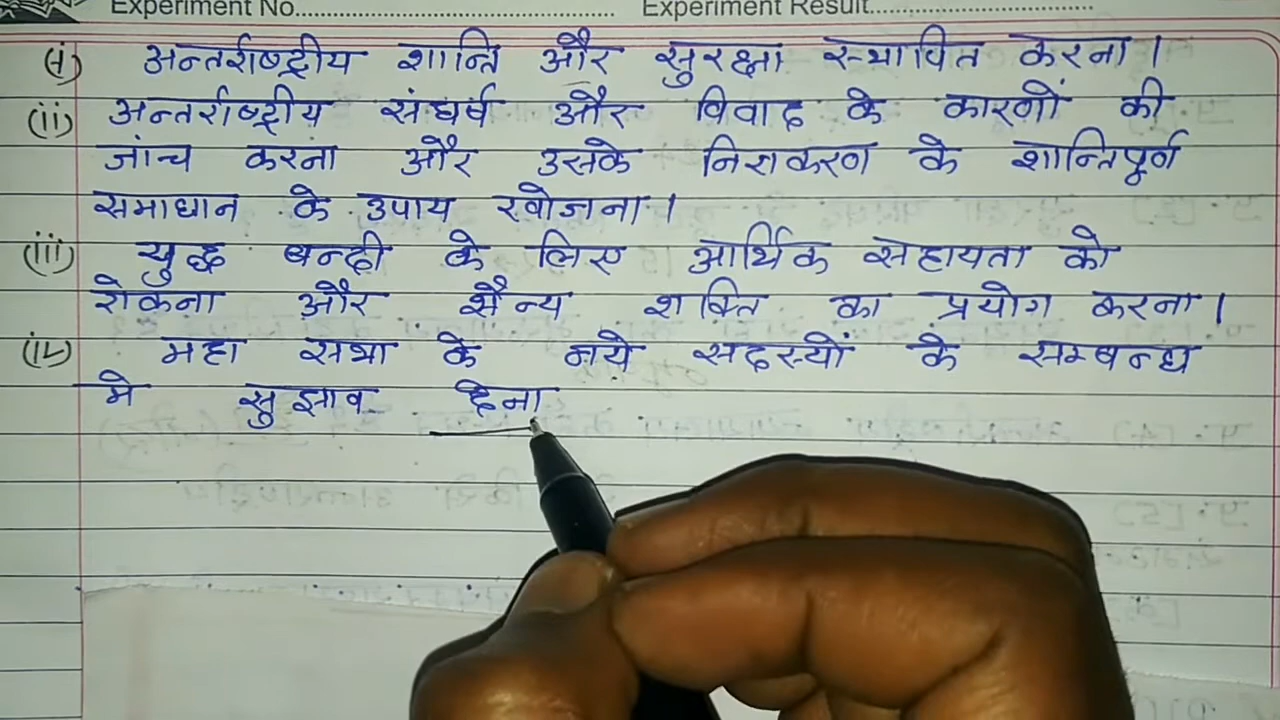 Experiment No. Experiment Result
(i) अन्तर्राष्ट्रीय शान्ति और सुरक्षा स्थापित करना।
(ii) अन्तर्राष्ट्रीय संघर्ष और विवाद के कारणों की
जांच करना और उसके निराकरण के शान्तिपूर्ण
समाधान के उपाय खोजना।
(iii) युद्ध बन्दी के लिए आर्थिक सहायता को
रोकना और सैन्य शक्ति का प्रयोग करना।
(iv) महा सभा के नये सदस्यों के सम्बन्ध
मे सुझाव देना